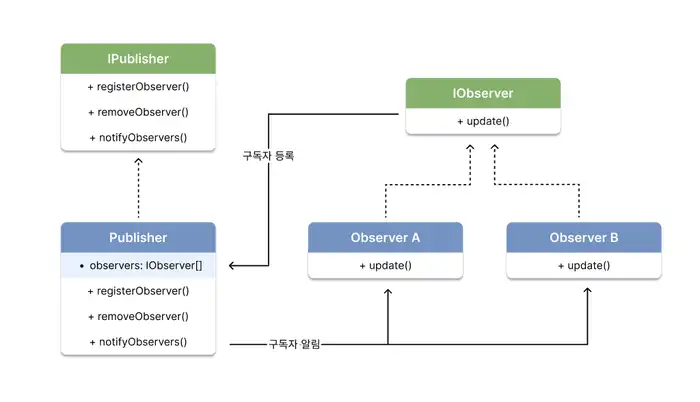 IPublisher
+ registerObserver()
+ removeObserver()
+ notifyObservers()
IObserver
+ update()
구독자 등록
Publisher
• observers: IObserver[]
+ registerObserver()
+ removeObserver()
+ notifyObservers()
Observer A
+ update()
Observer B
+ update()
구독자 알림